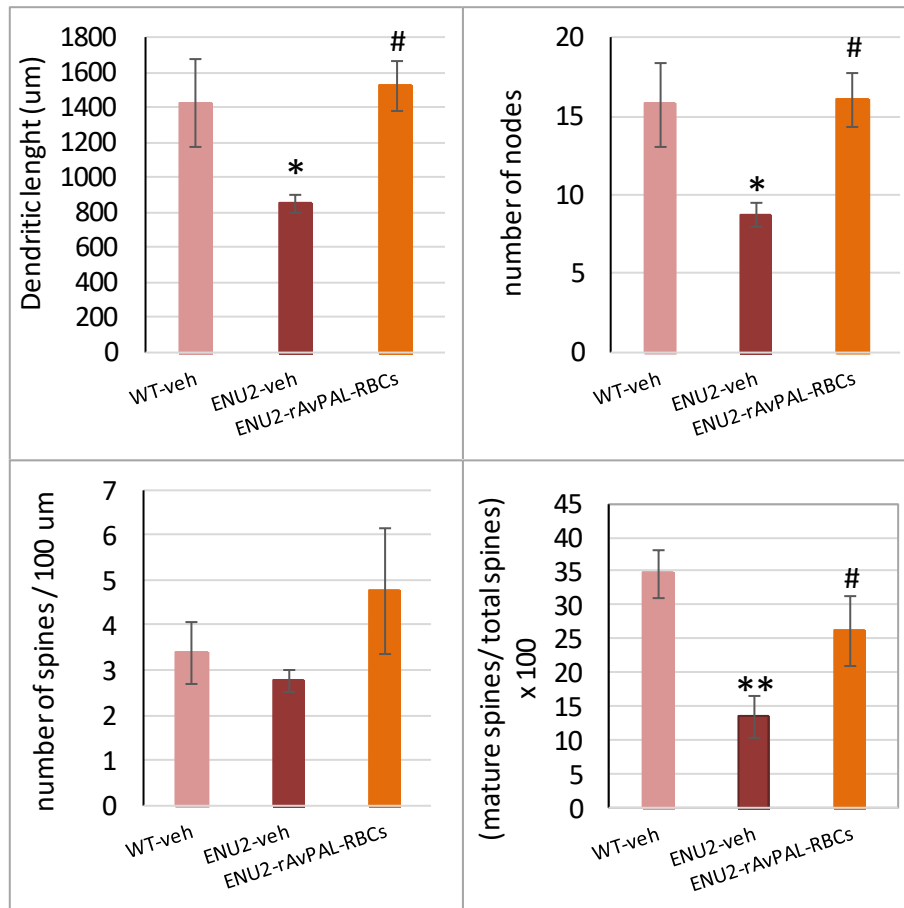 Dendritic lenght (um)
1800
1600
1400
1200
1000
800
600
400
200
0
#
*
WT-veh
ENU2-veh
ENU2-rAvPAL-RBCs
number of nodes
20
15
10
5
0
#
*
WT-veh
ENU2-veh
ENU2-rAvPAL-RBCs
number of spines / 100 um
7
6
5
4
3
2
1
0
WT-veh
ENU2-veh
ENU2-rAvPAL-RBCs
(mature spines/ total spines)
x 100
45
40
35
30
25
20
15
10
5
0
#
**
WT-veh
ENU2-veh
ENU2-rAvPAL-RBCs